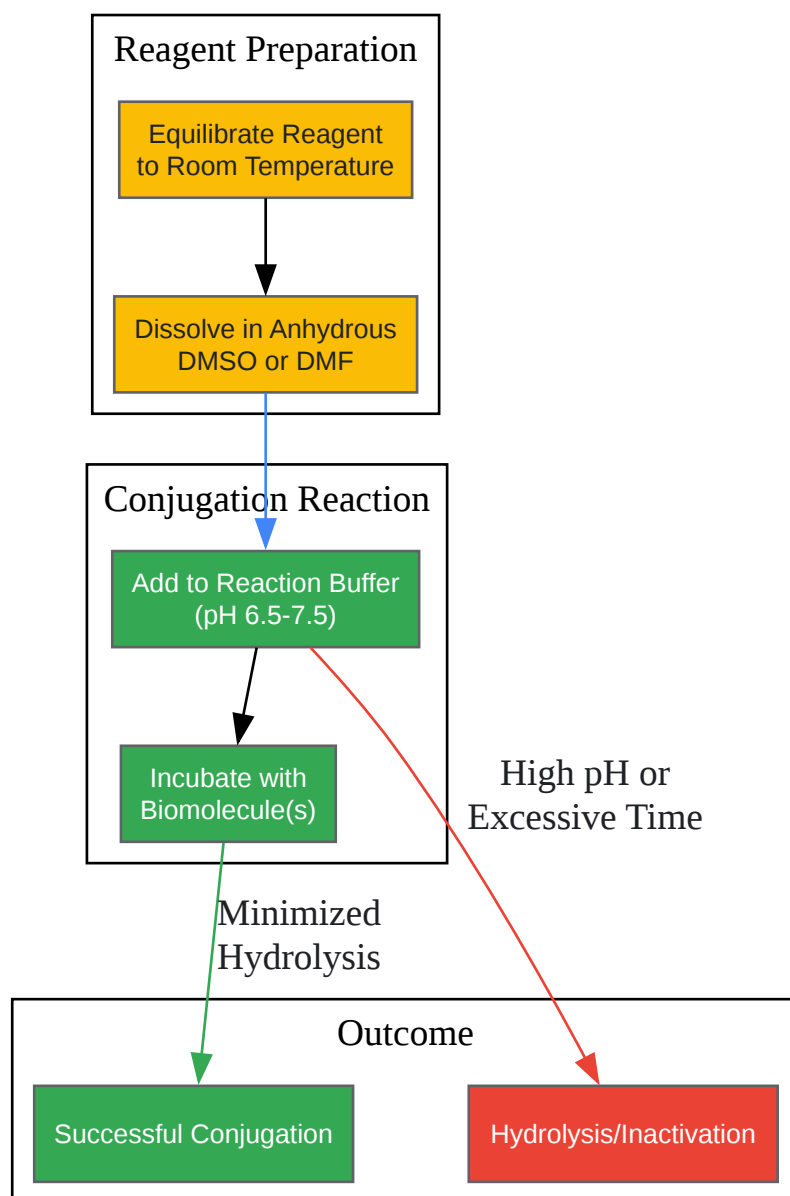 Reagent Preparation
Equilibrate Reagent
to Room Temperature
Dissolve in Anhydrous
DMSO or DMF
Conjugation Reaction
Add to Reaction Buffer
(pH 6.5-7.5)
Incubate with
Biomolecule(s)
High pH or
Excessive Time
Minimized
Hydrolysis
Outcome
Successful Conjugation
Hydrolysis/Inactivation